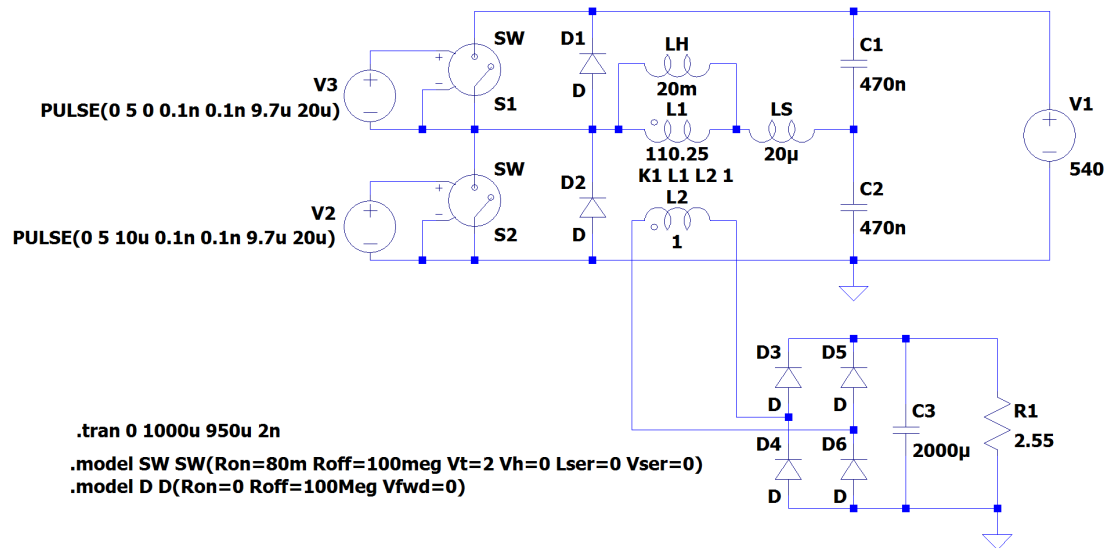 SW
S1
V3
PULSE(0 5 0 0.1n 0.1n 9.7u 20u)
D1
D
LH
20m
L1
110.25
K1 L1 L2 1
L2
1
LS
20µ
C1
470n
V1
540
SW
S2
V2
PULSE(0 5 10u 0.1n 0.1n 9.7u 20u)
D2
D
C2
470n
D3
D
D5
D
D4
D
D6
D
C3
2000µ
R1
2.55
.tran 0 1000u 950u 2n
.model SW SW(Ron=80m Roff=100meg Vt=2 Vh=0 Lser=0 Vser=0)
.model D D(Ron=0 Roff=100Meg Vfwd=0)